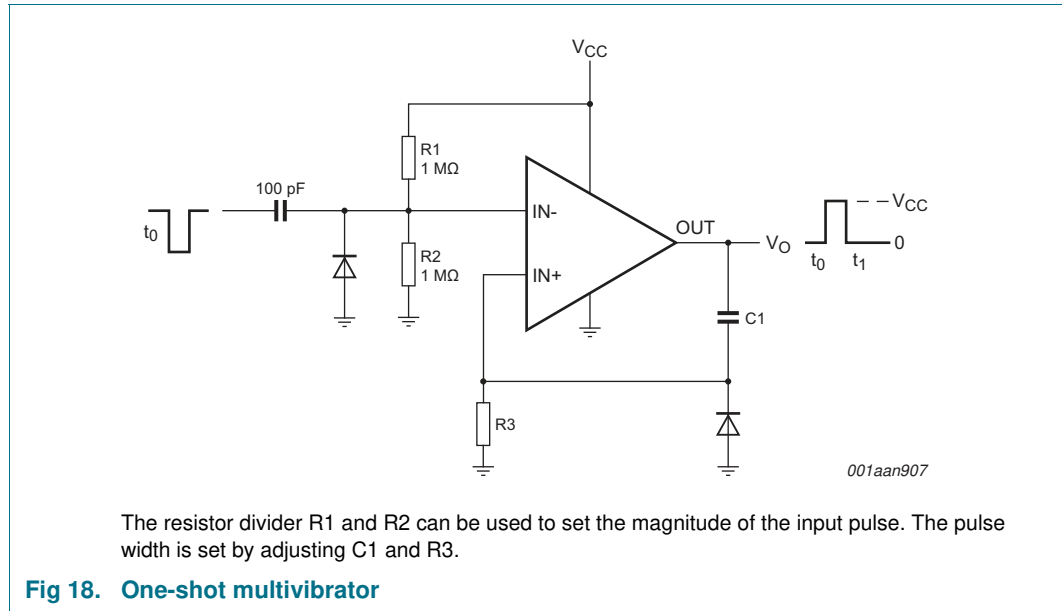 VCC
R1
1 MΩ
100 pF
IN-
OUT
VCC
t0
VO
0
R2
1 MΩ
t0
t1
IN+
C1
R3
001aan907
The resistor divider R1 and R2 can be used to set the magnitude of the input pulse. The pulse
width is set by adjusting C1 and R3.
Fig 18. One-shot multivibrator